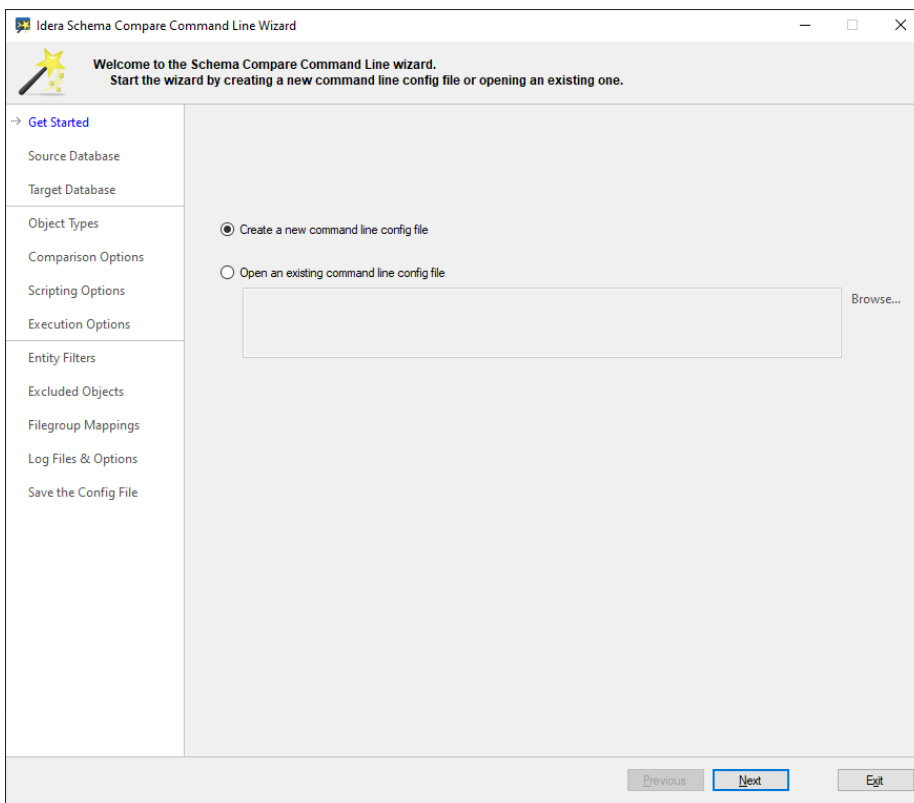 Idera Schema Compare Command Line Wizard
Welcome to the Schema Compare Command Line wizard.
Start the wizard by creating a new command line config file or opening an existing one.
Get Started
Source Database
Target Database
Object Types
Comparison Options
Scripting Options
Execution Options
Entity Filters
Excluded Objects
Filegroup Mappings
Log Files & Options
Save the Config File
Create a new command line config file
Open an existing command line config file
Browse...
Previous
Next
Exit